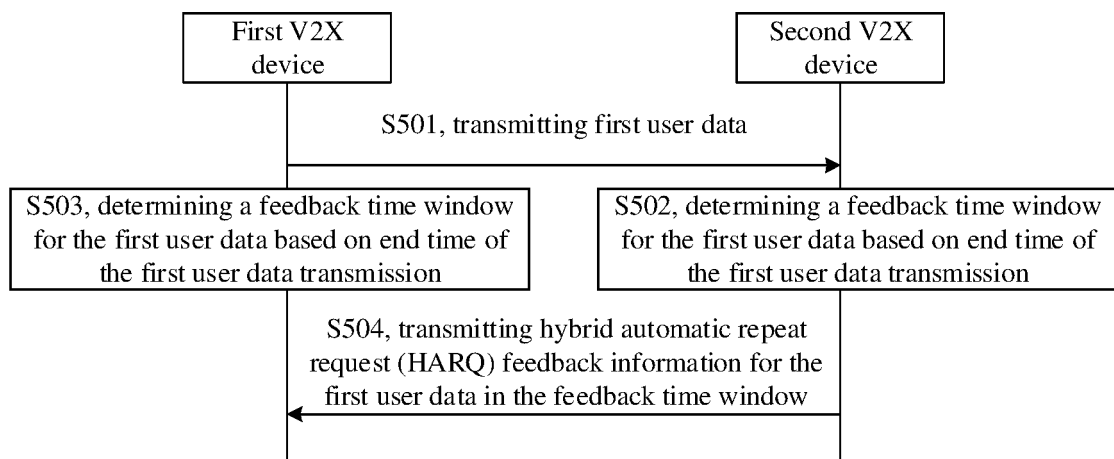 First V2X
device
Second V2X
device
S501, transmitting first user data
S503, determining a feedback time window
for the first user data based on end time of
the first user data transmission
S502, determining a feedback time window
for the first user data based on end time of
the first user data transmission
S504, transmitting hybrid automatic repeat
request (HARQ) feedback information for the
first user data in the feedback time window